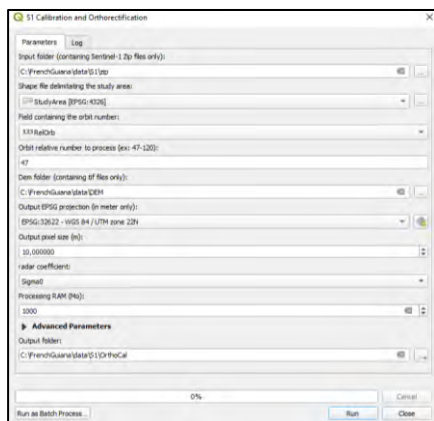 S1 Calibration and Orthorectification
Parameters Log
Input folder (containing Sentinel-1 Zip files only):
C:\FrenchGuiana\data\S1\zip
Shape file delimitating the study area:
StudyArea [EPSG:4326]
Field containing the orbit number:
123 RelOrb
Orbit relative number to process (ex: 47-120):
47
Dem folder (containing tif files only):
C:\FrenchGuiana\data\DEM
Output EPSG projection (in meter only):
EPSG:32622 - WGS 84 / UTM zone 22N
Output pixel size (m):
10,000000
radar coefficient:
Sigma0
Processing RAM (Mo):
1000
Advanced Parameters
Output folder:
C:\FrenchGuiana\data\S1\OrthoCal
0% Cancel
Run as Batch Process... Run Close